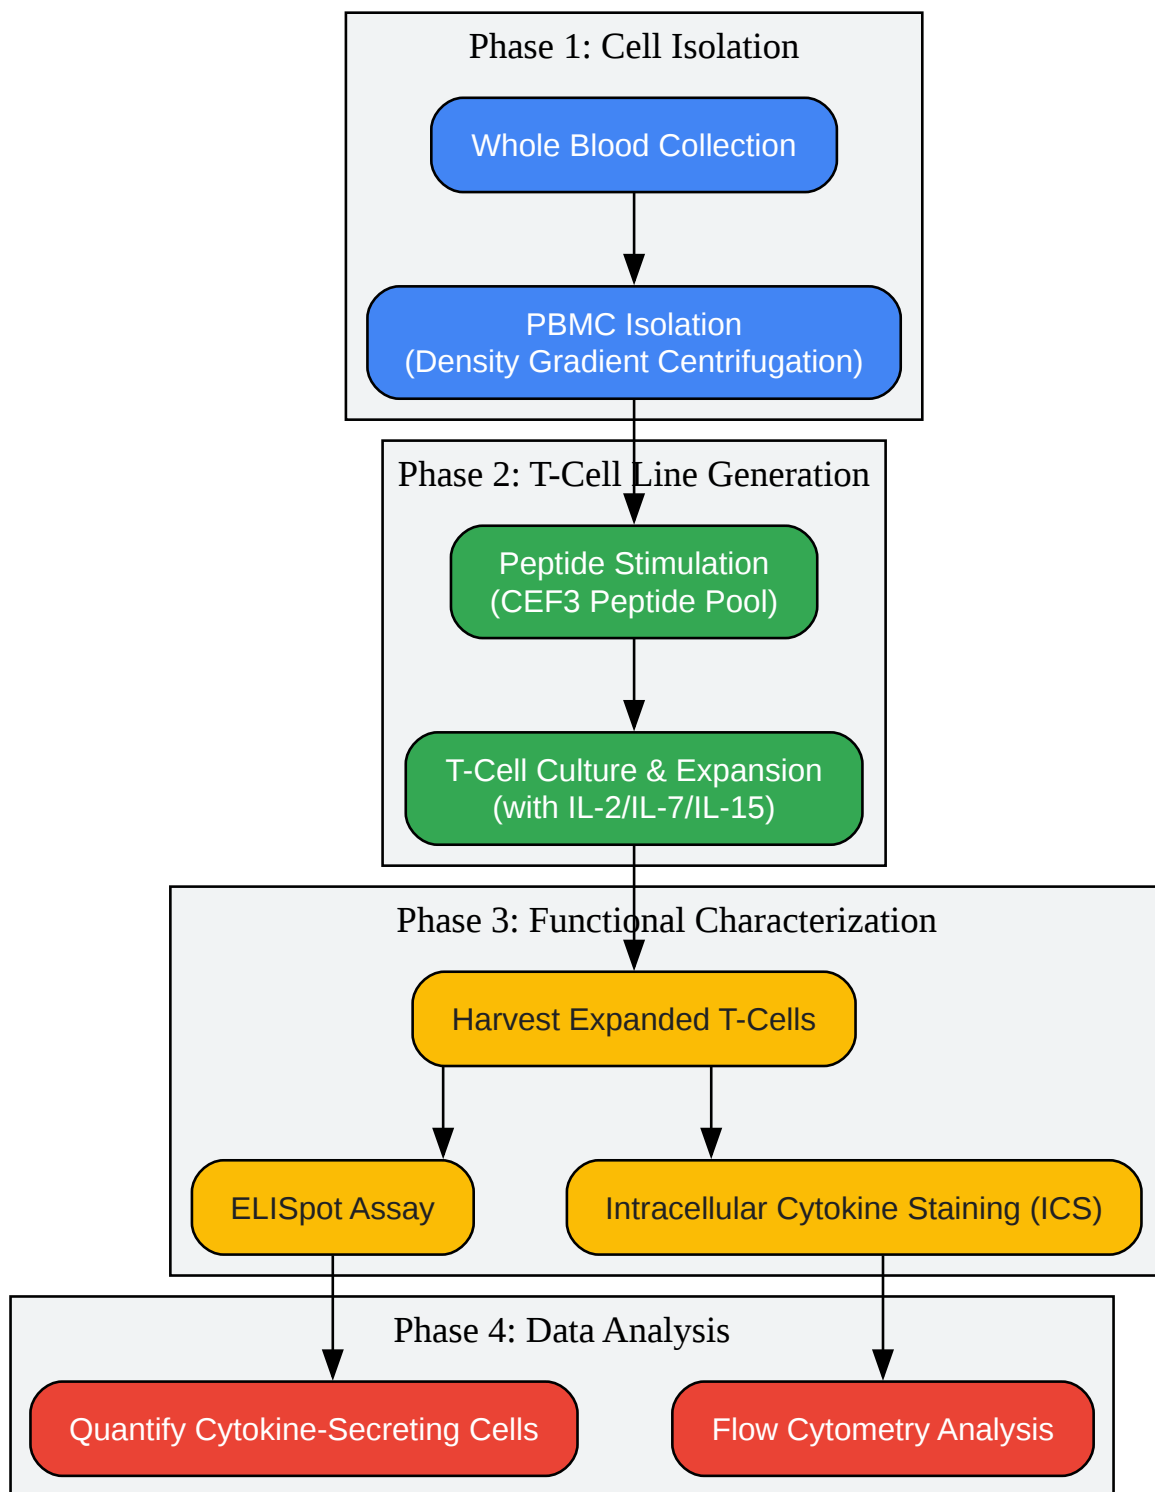 Phase 1: Cell Isolation
Whole Blood Collection
PBMC Isolation
(Density Gradient Centrifugation)
Phase 2: T-Cell Line Generation
Peptide Stimulation
(CEF3 Peptide Pool)
T-Cell Culture & Expansion
(with IL-2/IL-7/IL-15)
Phase 3: Functional Characterization
Harvest Expanded T-Cells
ELISpot Assay
Intracellular Cytokine Staining (ICS)
Phase 4: Data Analysis
Quantify Cytokine-Secreting Cells
Flow Cytometry Analysis